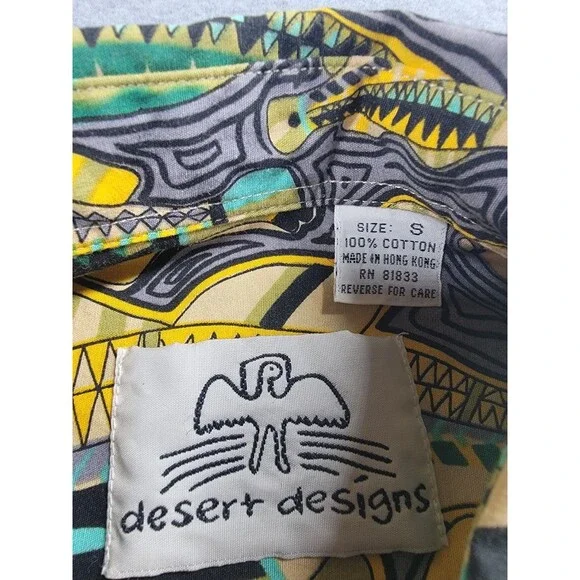 SIZE: S
100% COTTON
MADE IN HONG KONG
RN 81833
REVERSE FOR CARE
desert designs